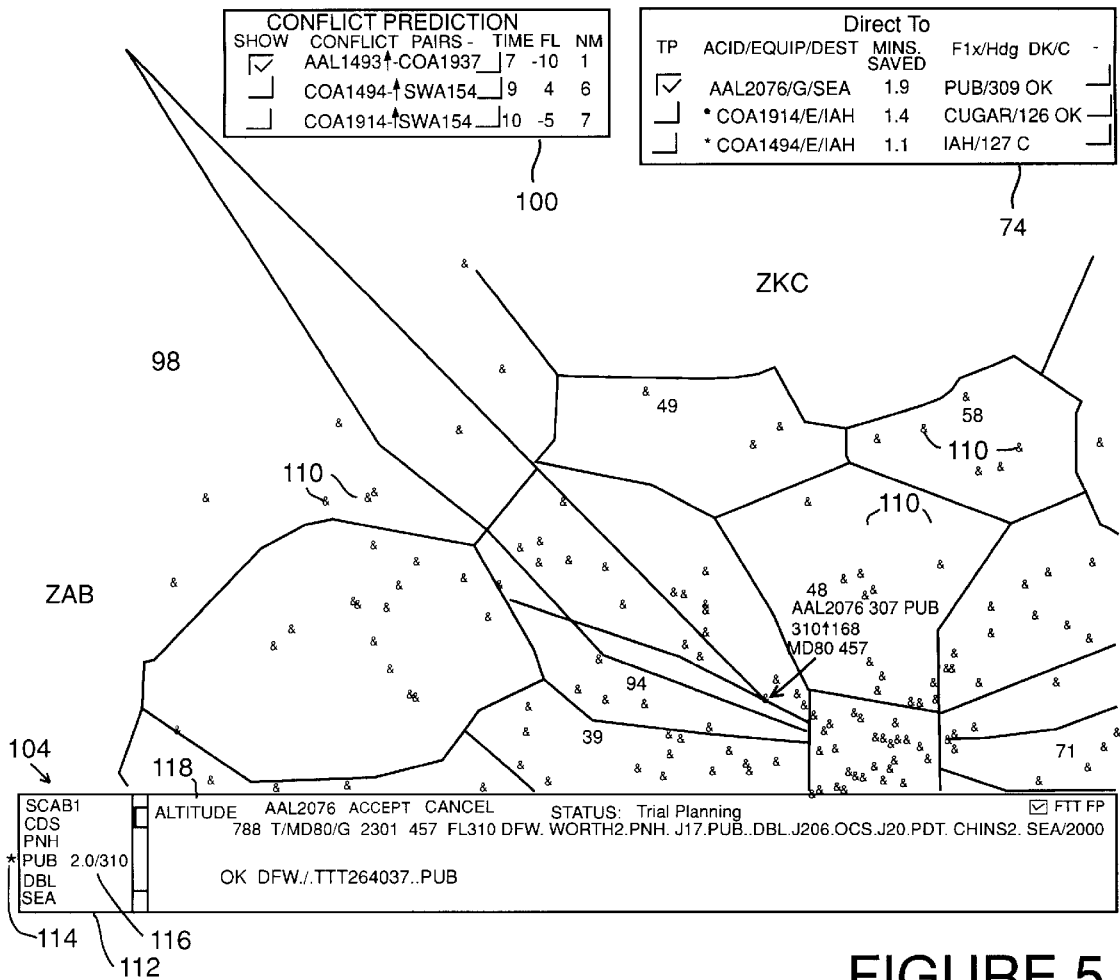 CONFLICT PREDICTION
SHOW CONFLICT PAIRS - TIME FL NM
AAL1493↑-COA1937 7 -10 1
COA1494-↑SWA154 9 4 6
COA1914-↑SWA154 10 -5 7
100
Direct To
TP ACID/EQUIP/DEST MINS. SAVED F1x/Hdg DK/C -
AAL2076/G/SEA 1.9 PUB/309 OK
* COA1914/E/IAH 1.4 CUGAR/126 OK
* COA1494/E/IAH 1.1 IAH/127 C
74
ZKC
98
49
58
110
110
110
ZAB
48
AAL2076 307 PUB
310↑168
MD80 457
94
39
71
104
118
SCAB1
CDS
PNH
* PUB 2.0/310
DBL
SEA
ALTITUDE AAL2076 ACCEPT CANCEL STATUS: Trial Planning FTT FP
788 T/MD80/G 2301 457 FL310 DFW. WORTH2.PNH. J17.PUB..DBL.J206.OCS.J20.PDT. CHINS2. SEA/2000
OK DFW./.TTT264037..PUB
114
116
112
FIGURE 5